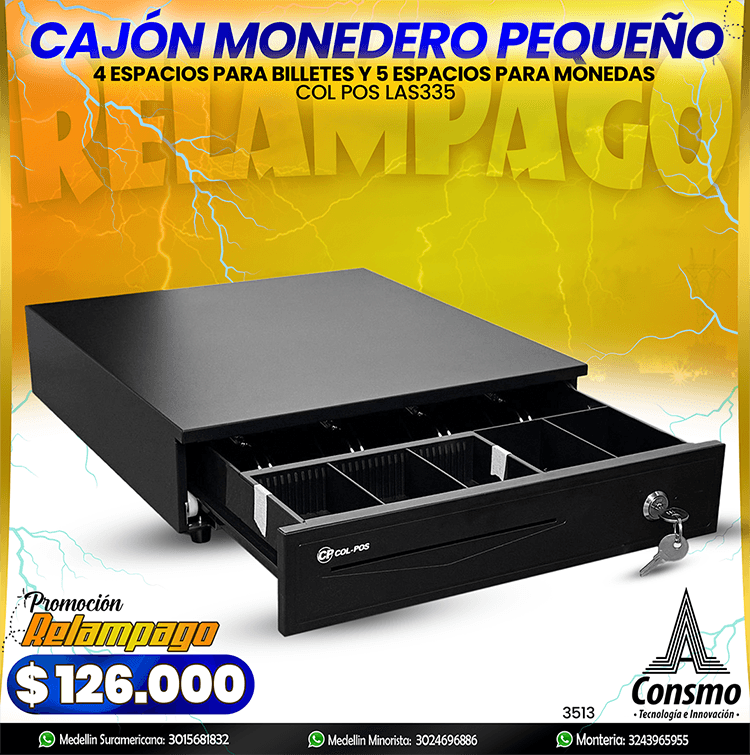 CAJÓN MONEDERO PEQUEÑO
4 ESPACIOS PARA BILLETES Y 5 ESPACIOS PARA MONEDAS
COL POS LAS335
RELAMPAGO
CP COL-POS
Promoción
Relampago
$ 126.000
Consmo
• Tecnología e Innovación •
3513
Medellin Suramericana: 3015681832
Medellin Minorista: 3024696886
Monteria: 3243965955